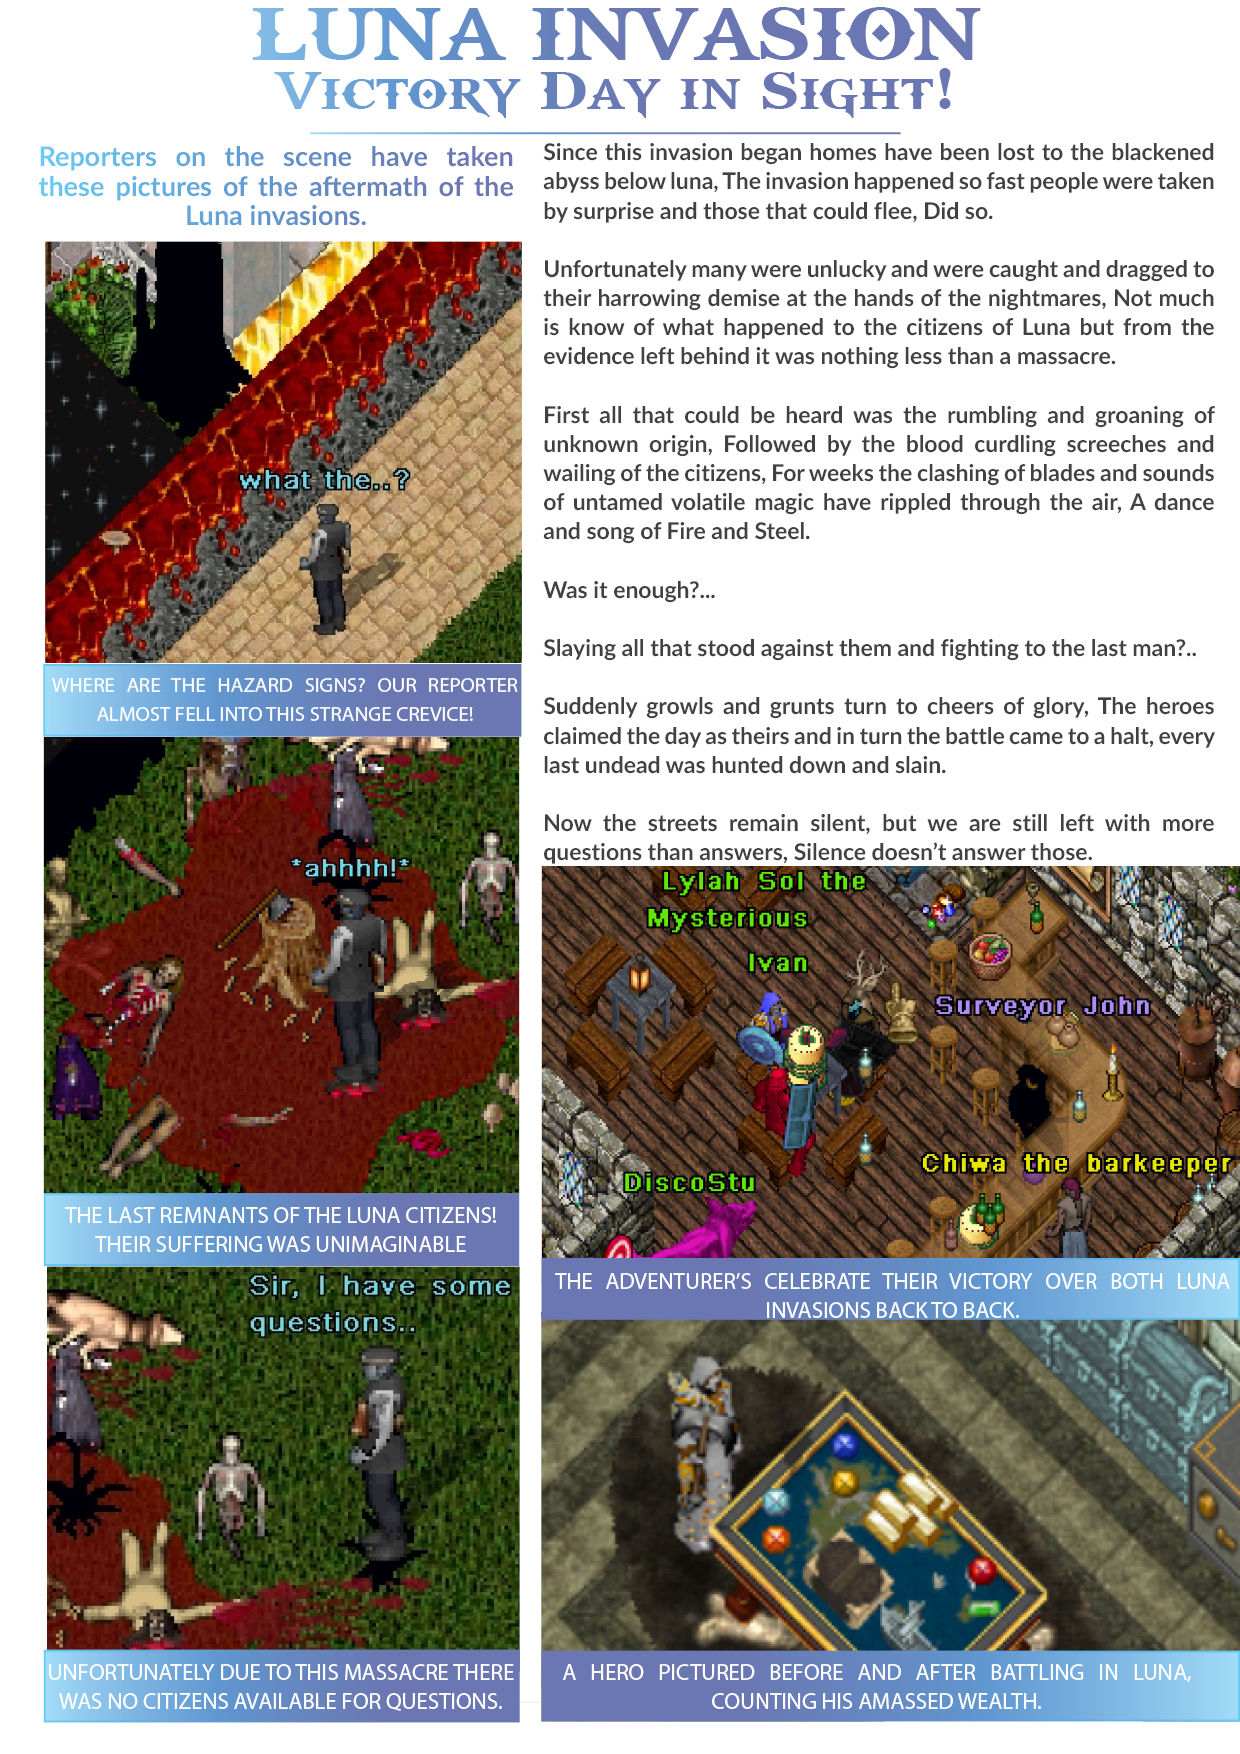 LUNA INVASION
VICTORY DAY IN SIGHT!
Reporters on the scene have taken
these pictures of the aftermath of the
Luna invasions.
what the..?
WHERE ARE THE HAZARD SIGNS? OUR REPORTER
ALMOST FELL INTO THIS STRANGE CREVICE!
*ahhhh!*
THE LAST REMNANTS OF THE LUNA CITIZENS!
THEIR SUFFERING WAS UNIMAGINABLE
Sir, I have some
questions..
UNFORTUNATELY DUE TO THIS MASSACRE THERE
WAS NO CITIZENS AVAILABLE FOR QUESTIONS.
Since this invasion began homes have been lost to the blackened
abyss below luna, The invasion happened so fast people were taken
by surprise and those that could flee, Did so.
Unfortunately many were unlucky and were caught and dragged to
their harrowing demise at the hands of the nightmares, Not much
is know of what happened to the citizens of Luna but from the
evidence left behind it was nothing less than a massacre.
First all that could be heard was the rumbling and groaning of
unknown origin, Followed by the blood curdling screeches and
wailing of the citizens, For weeks the clashing of blades and sounds
of untamed volatile magic have rippled through the air, A dance
and song of Fire and Steel.
Was it enough?...
Slaying all that stood against them and fighting to the last man?..
Suddenly growls and grunts turn to cheers of glory, The heroes
claimed the day as theirs and in turn the battle came to a halt, every
last undead was hunted down and slain.
Now the streets remain silent, but we are still left with more
questions than answers, Silence doesn't answer those.
Lylah Sol the
Mysterious
Ivan
Surveyor John
Chiwa the barkeeper
DiscoStu
THE ADVENTURER'S CELEBRATE THEIR VICTORY OVER BOTH LUNA
INVASIONS BACK TO BACK.
A HERO PICTURED BEFORE AND AFTER BATTLING IN LUNA,
COUNTING HIS AMASSED WEALTH.